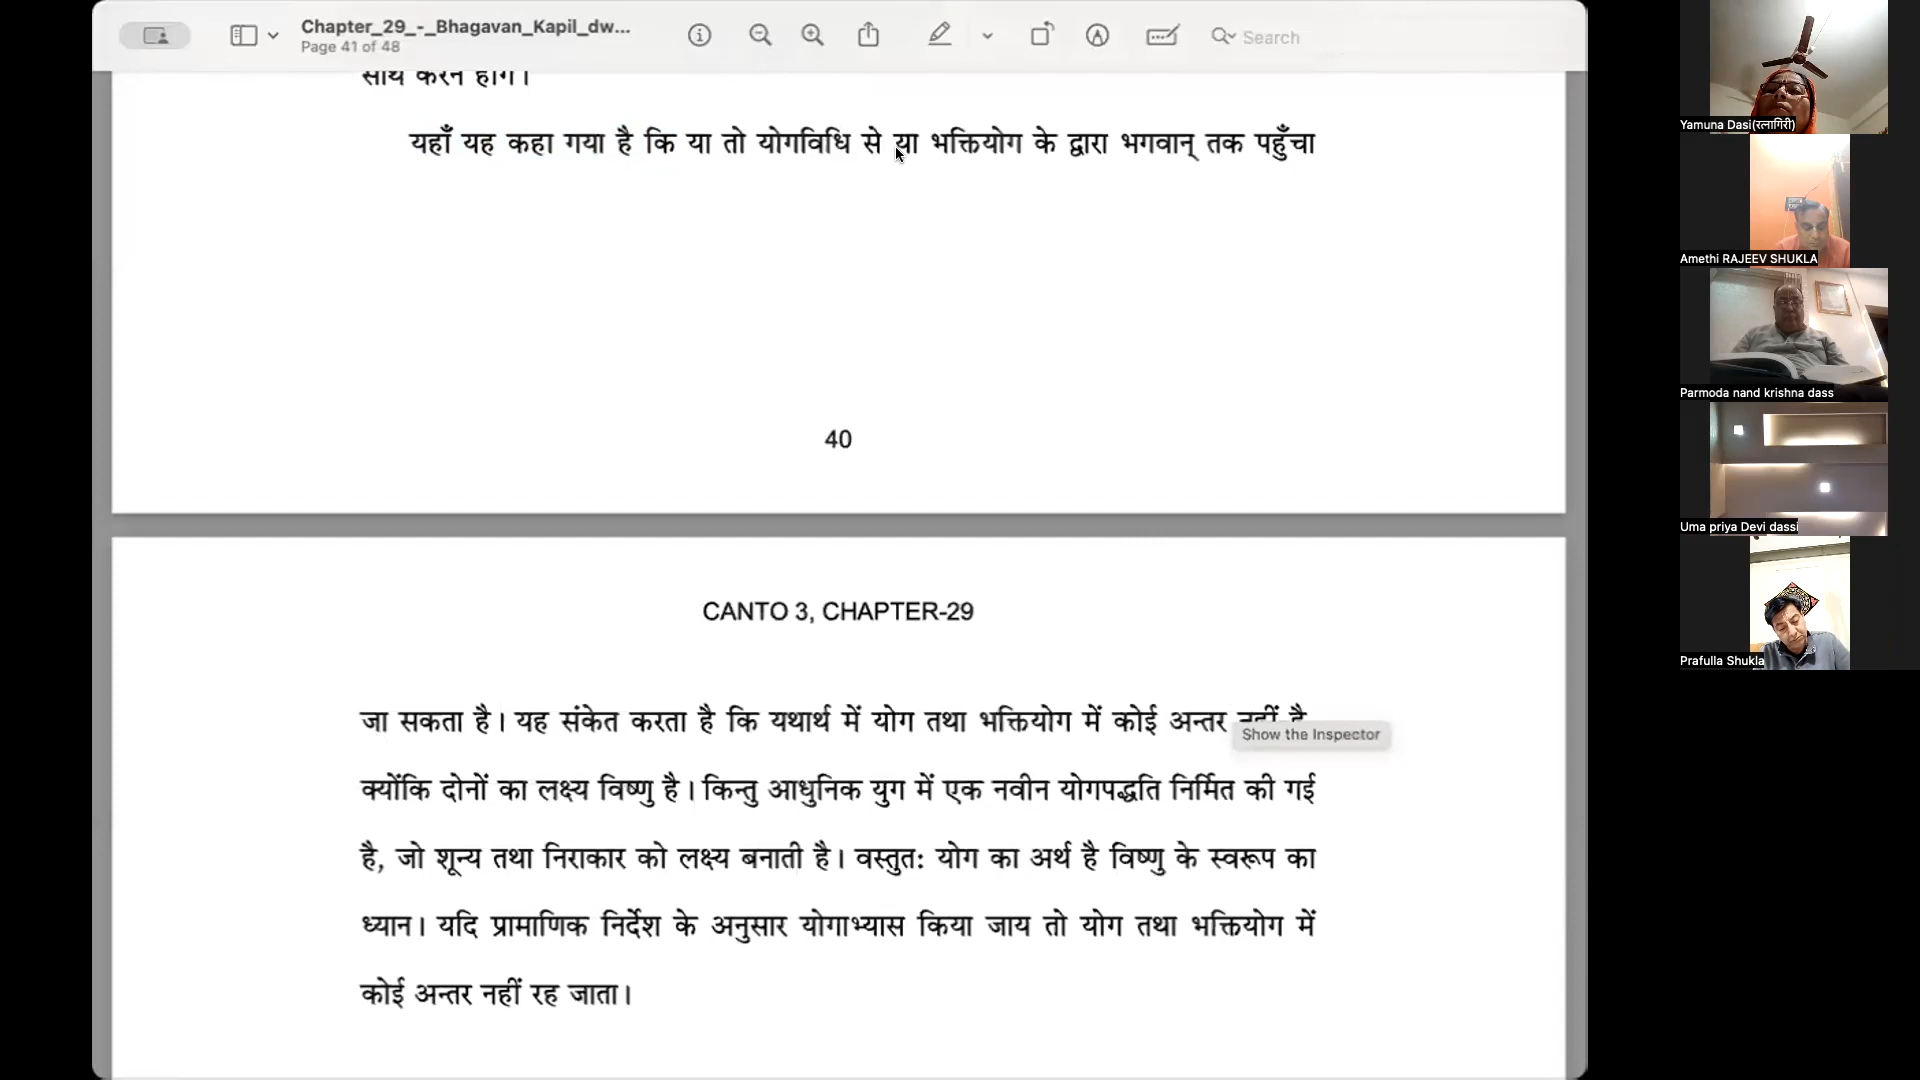 Chapter_29_-_Bhagavan_Kapil_dw...
Page 41 of 48
Search
साथ करने होंगे।
यहाँ यह कहा गया है कि या तो योगविधि से या भक्तियोग के द्वारा भगवान् तक पहुँचा
40
CANTO 3, CHAPTER-29
जा सकता है। यह संकेत करता है कि यथार्थ में योग तथा भक्तियोग में कोई अन्तर नहीं है
Show the Inspector
क्योंकि दोनों का लक्ष्य विष्णु है। किन्तु आधुनिक युग में एक नवीन योगपद्धति निर्मित की गई
है, जो शून्य तथा निराकार को लक्ष्य बनाती है। वस्तुतः योग का अर्थ है विष्णु के स्वरूप का
ध्यान। यदि प्रामाणिक निर्देश के अनुसार योगाभ्यास किया जाय तो योग तथा भक्तियोग में
कोई अन्तर नहीं रह जाता।
Yamuna Dasi(रत्नागिरी)
Amethi RAJEEV SHUKLA
Parmoda nand krishna dass
Uma priya Devi dassi
Prafulla Shukla